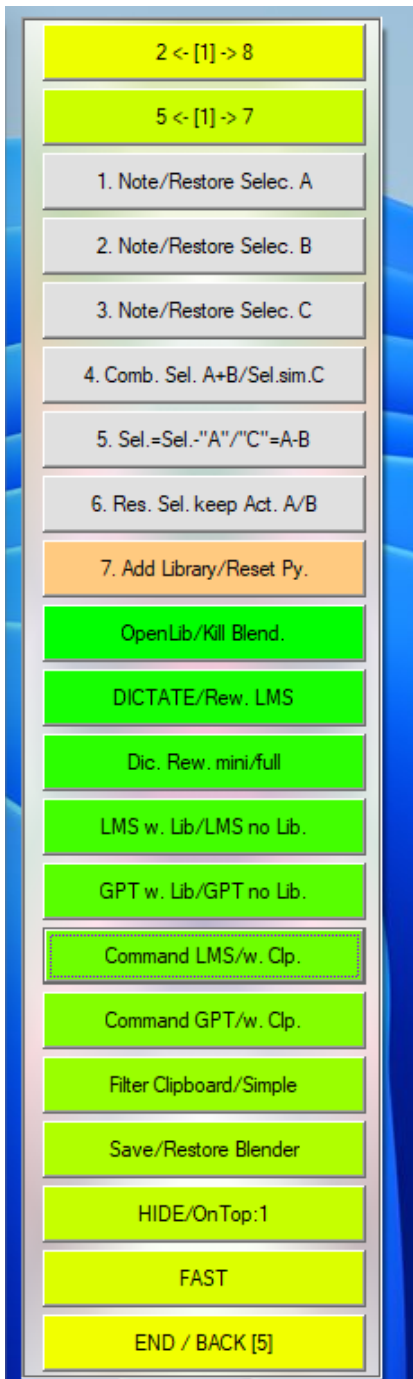 2 <- [1] -> 8
5 <- [1] -> 7
1. Note/Restore Selec. A
2. Note/Restore Selec. B
3. Note/Restore Selec. C
4. Comb. Sel. A+B/Sel.sim.C
5. Sel.=Sel.-"A"/"C"=A-B
6. Res. Sel. keep Act. A/B
7. Add Library/Reset Py.
OpenLib/Kill Blend.
DICTATE/Rew. LMS
Dic. Rew. mini/full
LMS w. Lib/LMS no Lib.
GPT w. Lib/GPT no Lib.
Command LMS/w. Clp.
Command GPT/w. Clp.
Filter Clipboard/Simple
Save/Restore Blender
HIDE/OnTop:1
FAST
END / BACK [5]